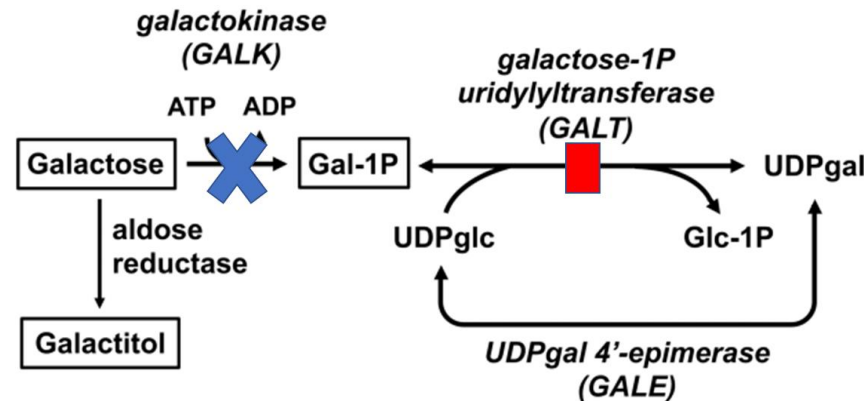 galactokinase
(GALK)
galactose-1P
uridylyltransferase
(GALT)
ATP ADP
Galactose
Gal-1P
UDPgal
UDPglc
Glc-1P
aldose
reductase
Galactitol
UDPgal 4'-epimerase
(GALE)